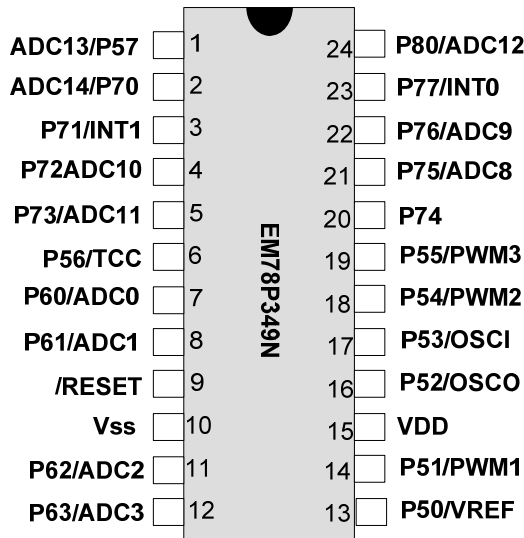 ADC13/P57 1 24 P80/ADC12
ADC14/P70 2 23 P77/INT0
P71/INT1 3 22 P76/ADC9
P72ADC10 4 21 P75/ADC8
P73/ADC11 5 20 P74
P56/TCC 6 19 P55/PWM3
P60/ADC0 7 18 P54/PWM2
P61/ADC1 8 17 P53/OSCI
/RESET 9 16 P52/OSCO
Vss 10 15 VDD
P62/ADC2 11 14 P51/PWM1
P63/ADC3 12 13 P50/VREF
EM78P349N